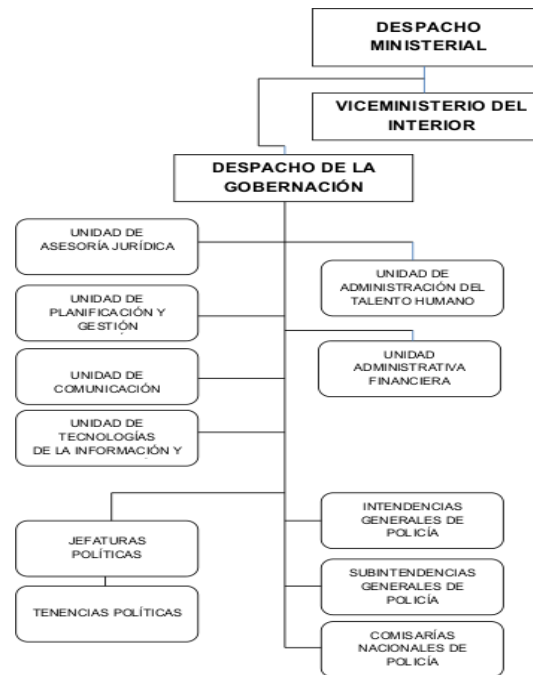 DESPACHO
MINISTERIAL
VICEMINISTERIO DEL
INTERIOR
DESPACHO DE LA
GOBERNACIÓN
UNIDAD DE
ASESORÍA JURÍDICA
UNIDAD DE
ADMINISTRACIÓN DEL
TALENTO HUMANO
UNIDAD DE
PLANIFICACIÓN Y
GESTIÓN
UNIDAD
ADMINISTRATIVA
FINANCIERA
UNIDAD DE
COMUNICACIÓN
UNIDAD DE
TECNOLOGÍAS
DE LA INFORMACIÓN Y
JEFATURAS
POLÍTICAS
TENENCIAS POLÍTICAS
INTENDENCIAS
GENERALES DE
POLICÍA
SUBINTENDENCIAS
GENERALES DE
POLICÍA
COMISARÍAS
NACIONALES DE
POLICÍA